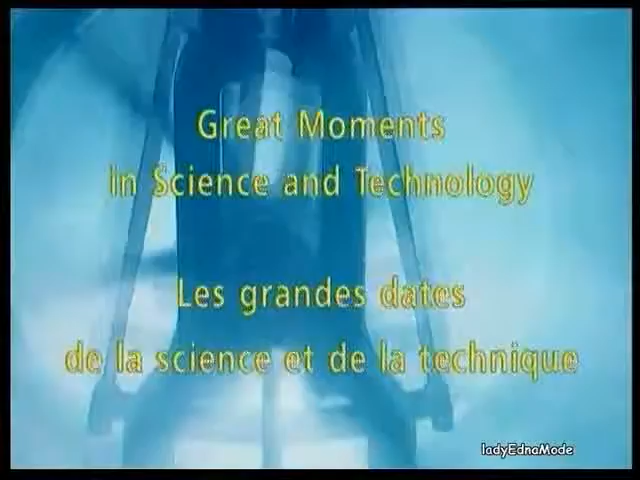 Great Moments
In Science and Technology
Les grandes dates
de la science et de la technique
ladyEdnaMode